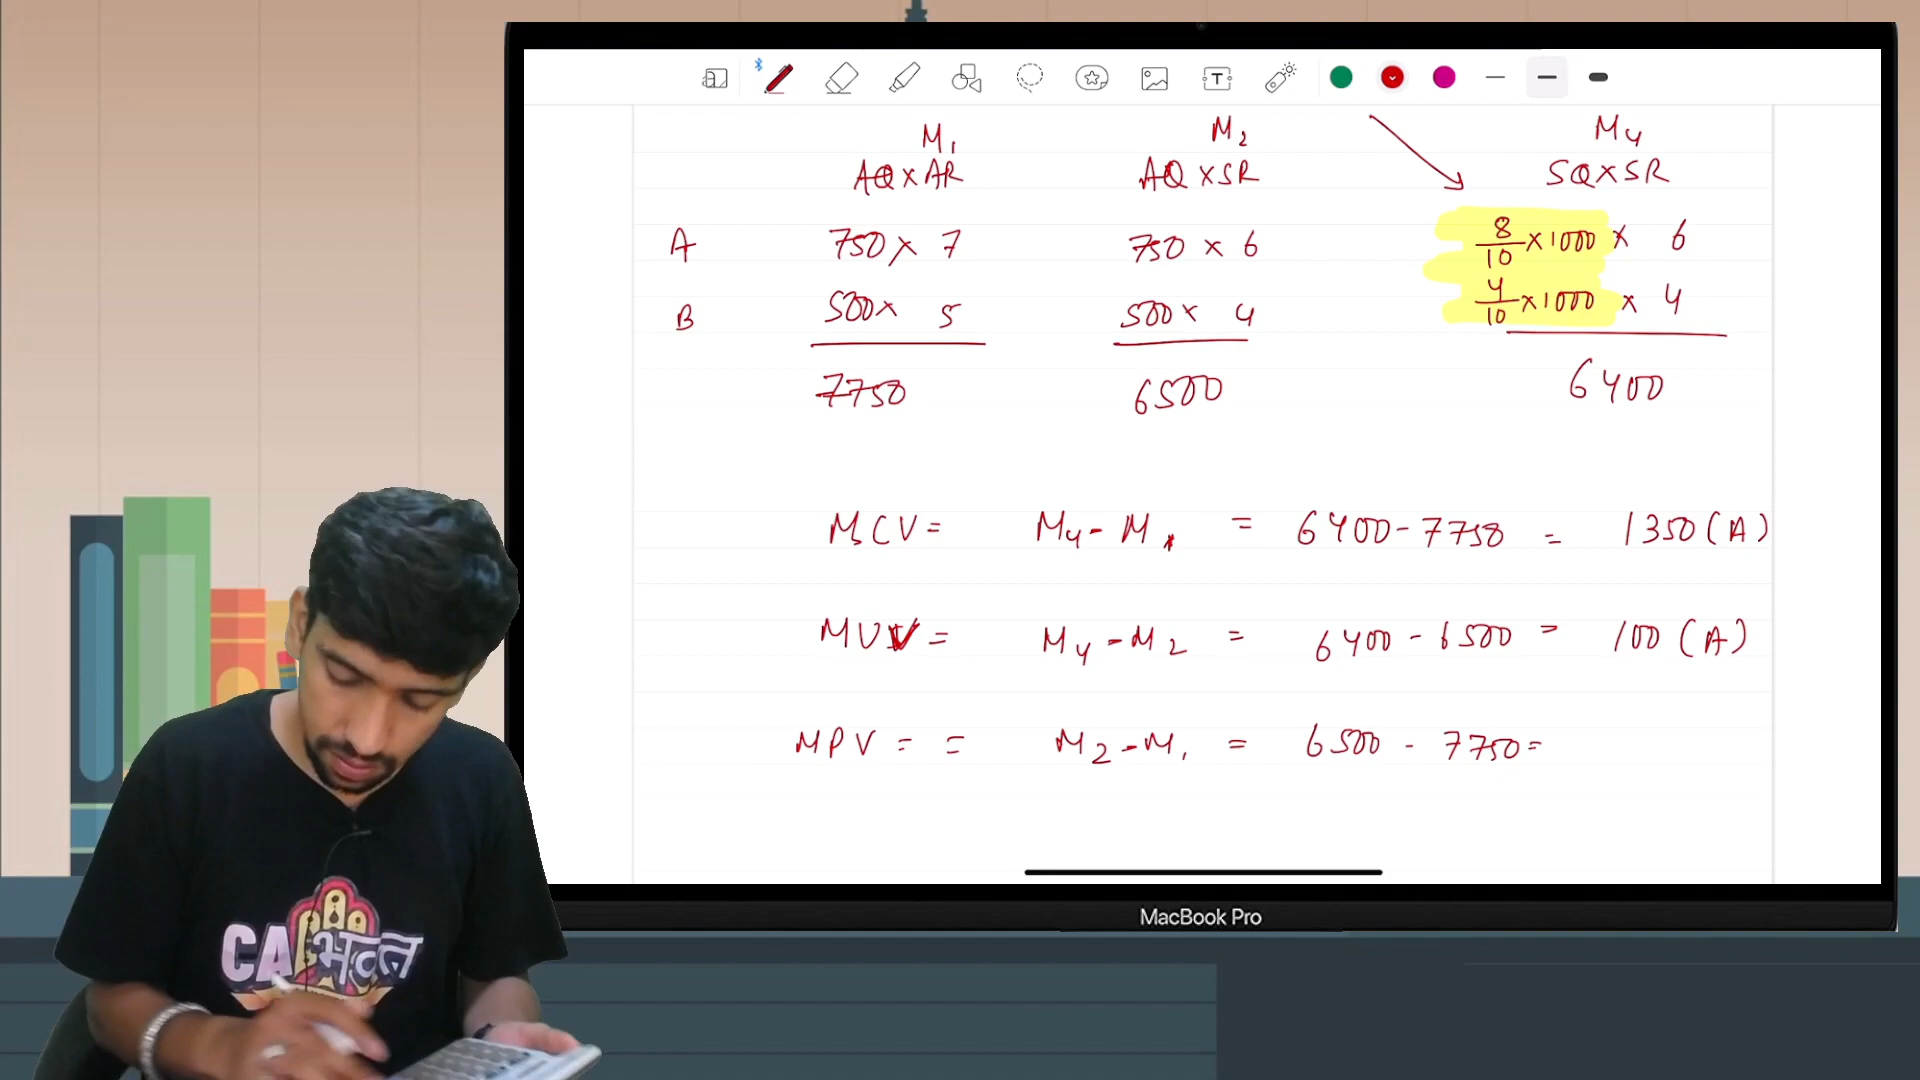 M1 M2 M4
AQ x AR AQ x SR SQ x SR
A 750 x 7 750 x 6 8/10 x 1000 x 6
B 500 x 5 500 x 4 4/10 x 1000 x 4
7750 6500 6400
MCV = M4 - M1 = 6400 - 7750 = 1350 (A)
MUV = M4 - M2 = 6400 - 6500 = 100 (A)
MPV = = M2 - M1 = 6500 - 7750 =
MacBook Pro
CA भक्त